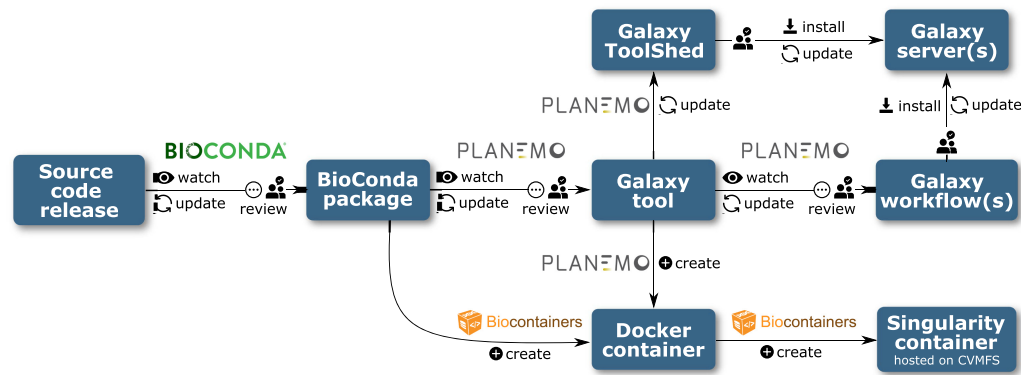 Galaxy
ToolShed
install
update
Galaxy
server(s)
PLANEMO
update
install
update
BIOCONDA
PLANEMO
PLANEMO
Source
code
release
watch
update
review
BioConda
package
watch
update
review
Galaxy
tool
watch
update
review
Galaxy
workflow(s)
PLANEMO
create
Biocontainers
create
Docker
container
Biocontainers
create
Singularity
container
hosted on CVMFS